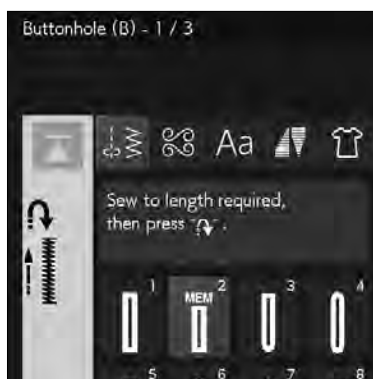 Buttonhole (B) - 1 / 3
Aa
Sew to length required,
then press .
1 MEM 2 3 4
5 6 7 8